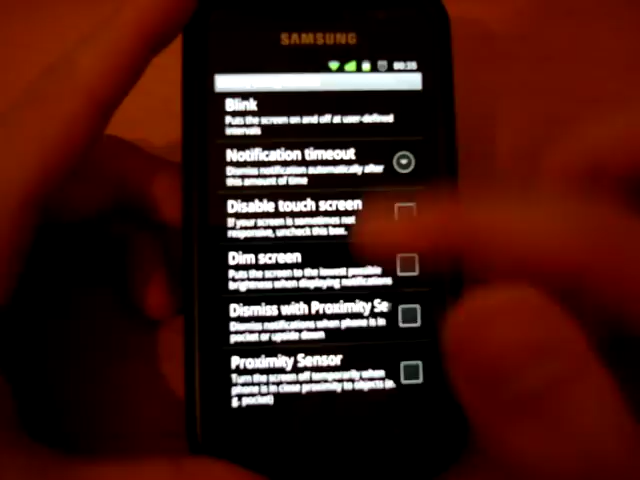 SAMSUNG
00:35
Blink
Puts the screen on and off at user-defined
intervals
Notification timeout
Dismiss notification automatically after
this amount of time
Disable touch screen
If your screen is sometimes not
responsive, uncheck this box.
Dim screen
Puts the screen to the lowest possible
brightness when displaying notifications
Dismiss with Proximity Se
Dismiss notifications when phone is in
pocket or upside down
Proximity Sensor
Turn the screen off temporarily when
phone is in close proximity to objects (e.
g. pocket)